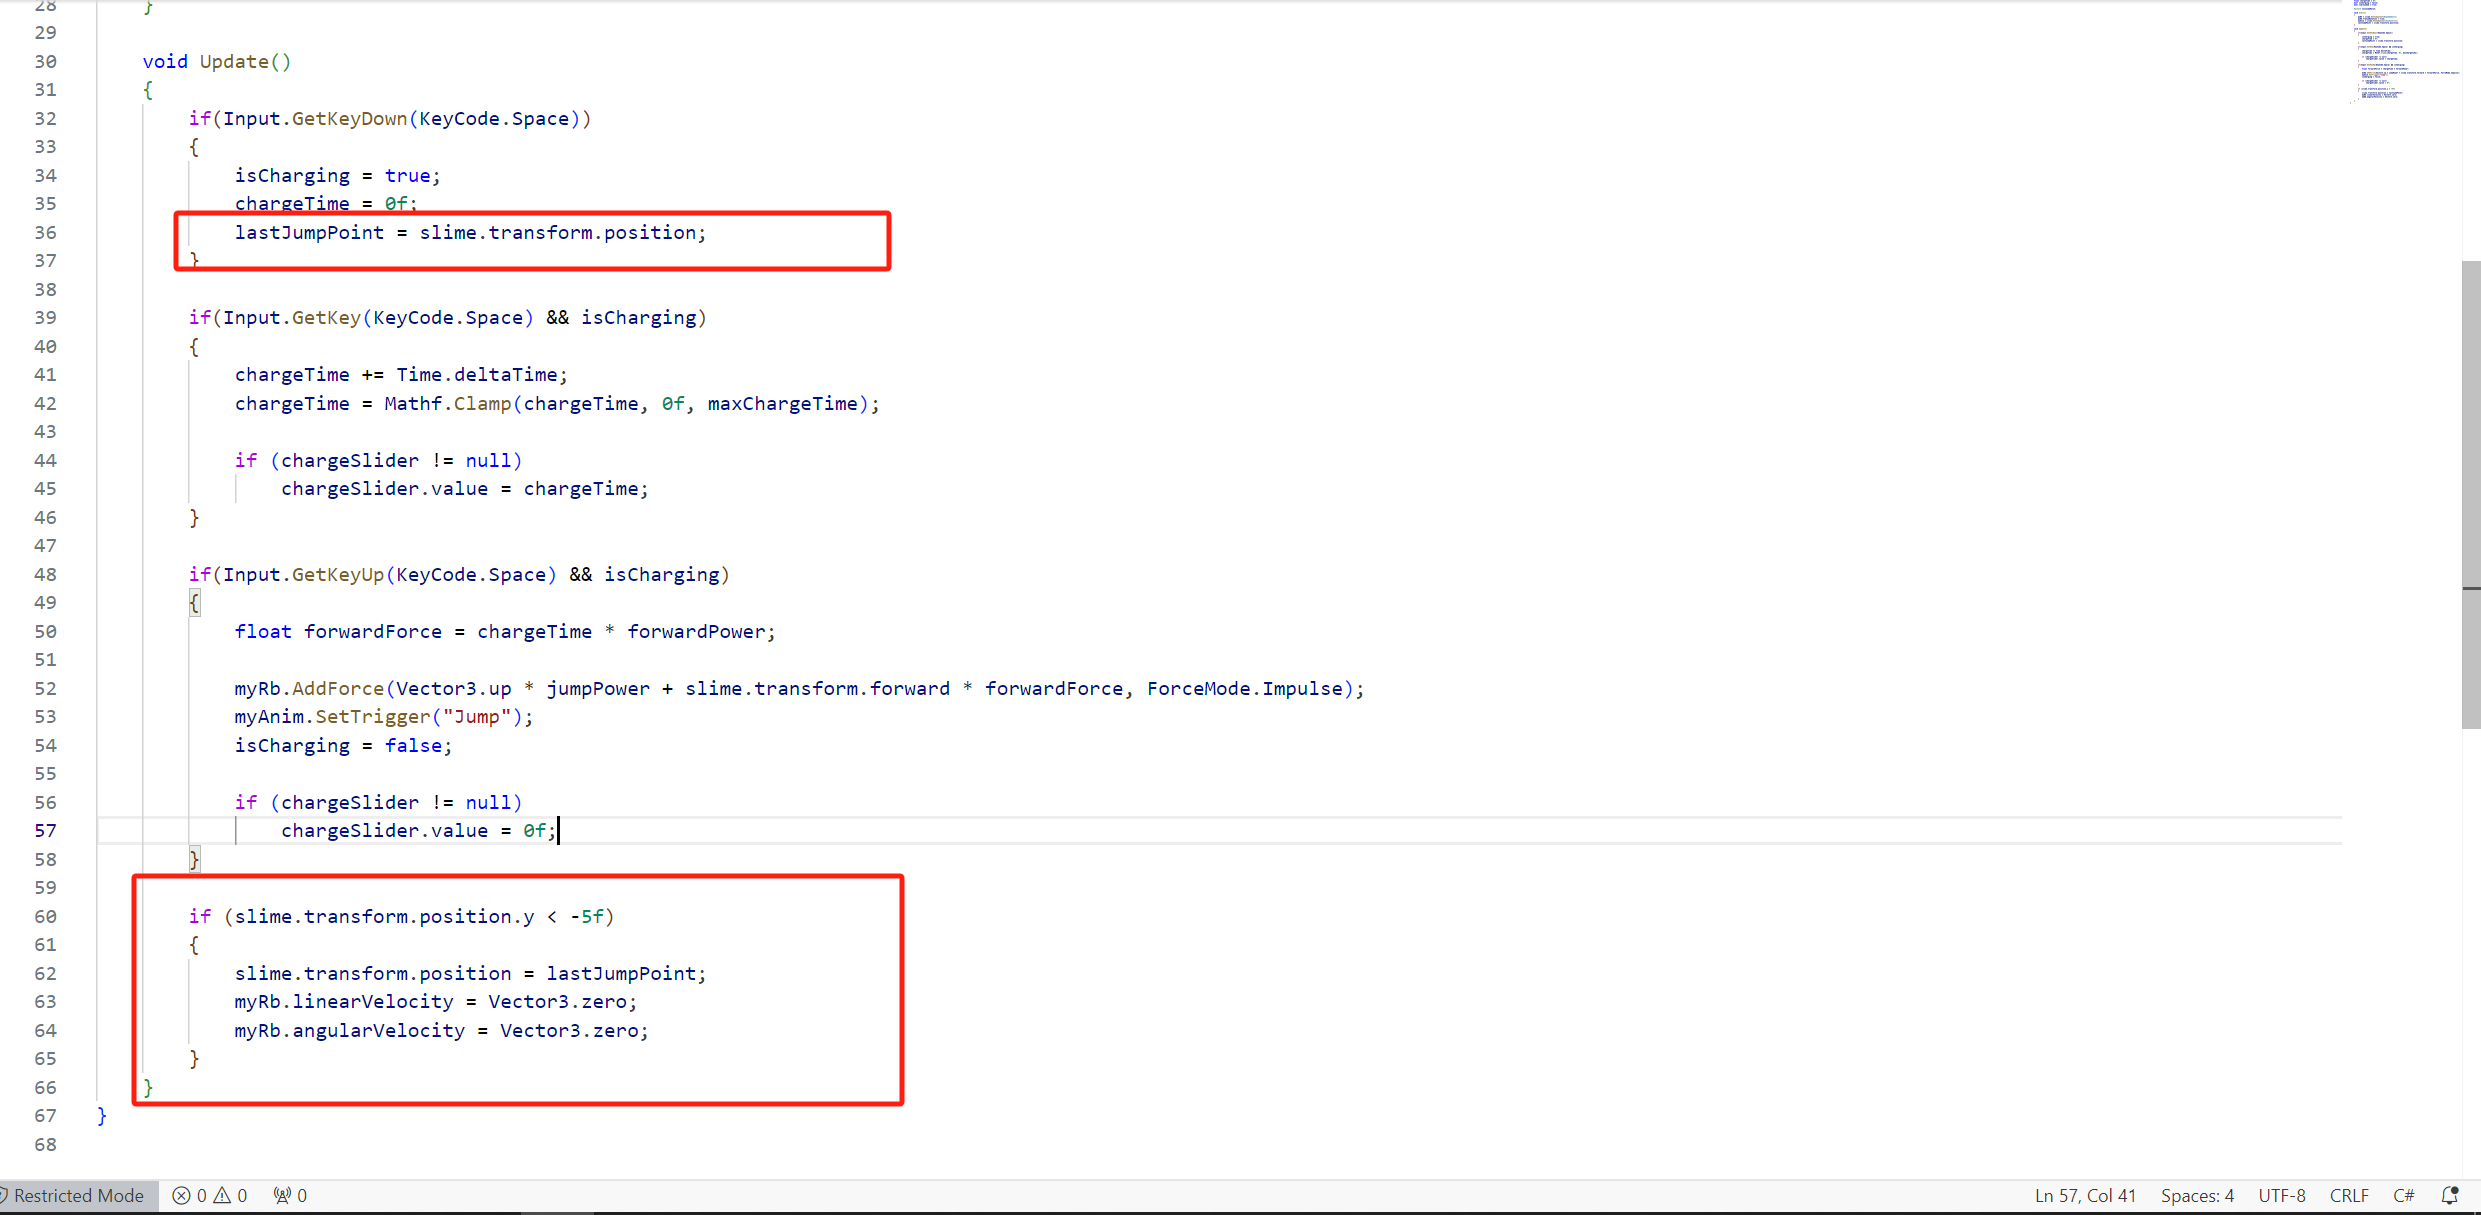 28 }
29
30 void Update()
31 {
32 if(Input.GetKeyDown(KeyCode.Space))
33 {
34 isCharging = true;
35 chargeTime = 0f;
36 lastJumpPoint = slime.transform.position;
37 }
38
39 if(Input.GetKey(KeyCode.Space) && isCharging)
40 {
41 chargeTime += Time.deltaTime;
42 chargeTime = Mathf.Clamp(chargeTime, 0f, maxChargeTime);
43
44 if (chargeSlider != null)
45 chargeSlider.value = chargeTime;
46 }
47
48 if(Input.GetKeyUp(KeyCode.Space) && isCharging)
49 {
50 float forwardForce = chargeTime * forwardPower;
51
52 myRb.AddForce(Vector3.up * jumpPower + slime.transform.forward * forwardForce, ForceMode.Impulse);
53 myAnim.SetTrigger("Jump");
54 isCharging = false;
55
56 if (chargeSlider != null)
57 chargeSlider.value = 0f;
58 }
59
60 if (slime.transform.position.y < -5f)
61 {
62 slime.transform.position = lastJumpPoint;
63 myRb.linearVelocity = Vector3.zero;
64 myRb.angularVelocity = Vector3.zero;
65 }
66 }
67 }
68
Restricted Mode 0 0 0 Ln 57, Col 41 Spaces: 4 UTF-8 CRLF C#